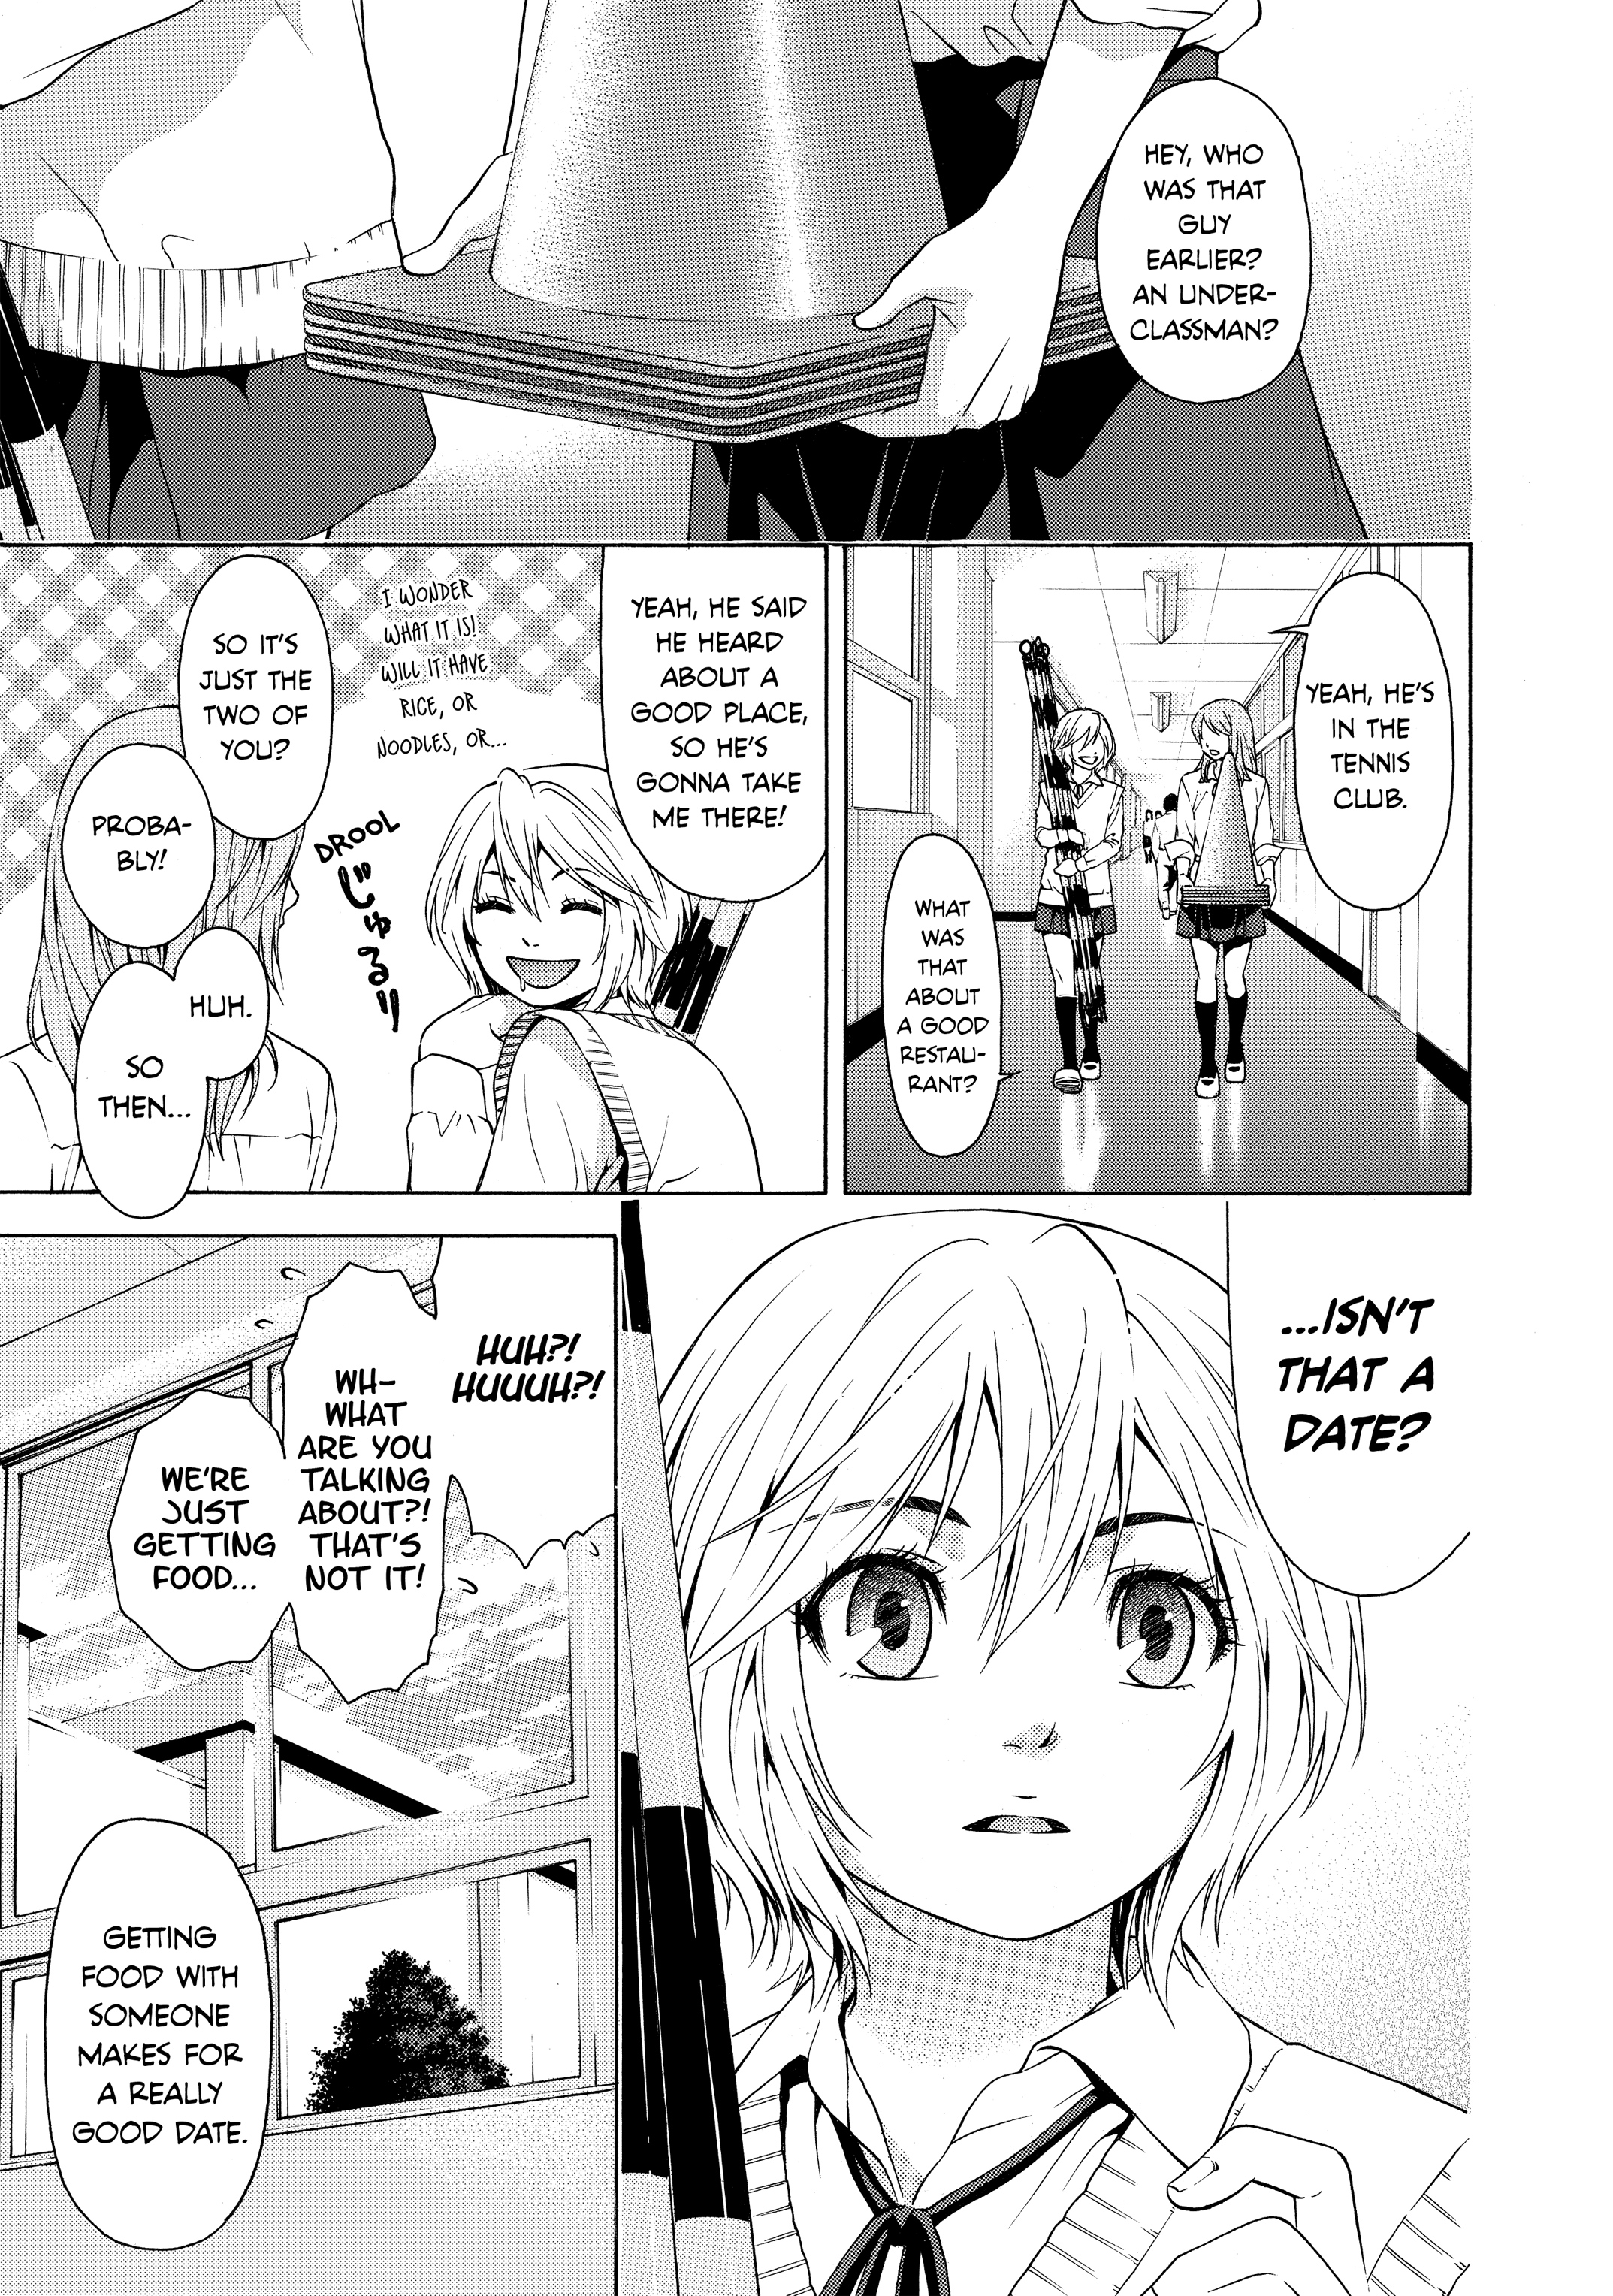 HEY, WHO
WAS THAT
GUY
EARLIER?
AN UNDER-
CLASSMAN?
YEAH, HE'S
IN THE
TENNIS
CLUB.
WHAT
WAS
THAT
ABOUT
A GOOD
RESTAU-
RANT?
YEAH, HE SAID
HE HEARD
ABOUT A
GOOD PLACE,
SO HE'S
GONNA TAKE
ME THERE!
I WONDER
WHAT IT IS!
WILL IT HAVE
RICE, OR
NOODLES, OR...
DROOL
じゅるり
SO IT'S
JUST THE
TWO OF
YOU?
PROBA-
BLY!
HUH.
SO
THEN...
...ISN'T
THAT A
DATE?
HUH?!
HUUUH?!
WH-
WHAT
ARE YOU
TALKING
ABOUT?!
THAT'S
NOT IT!
WE'RE
JUST
GETTING
FOOD...
GETTING
FOOD WITH
SOMEONE
MAKES FOR
A REALLY
GOOD DATE.